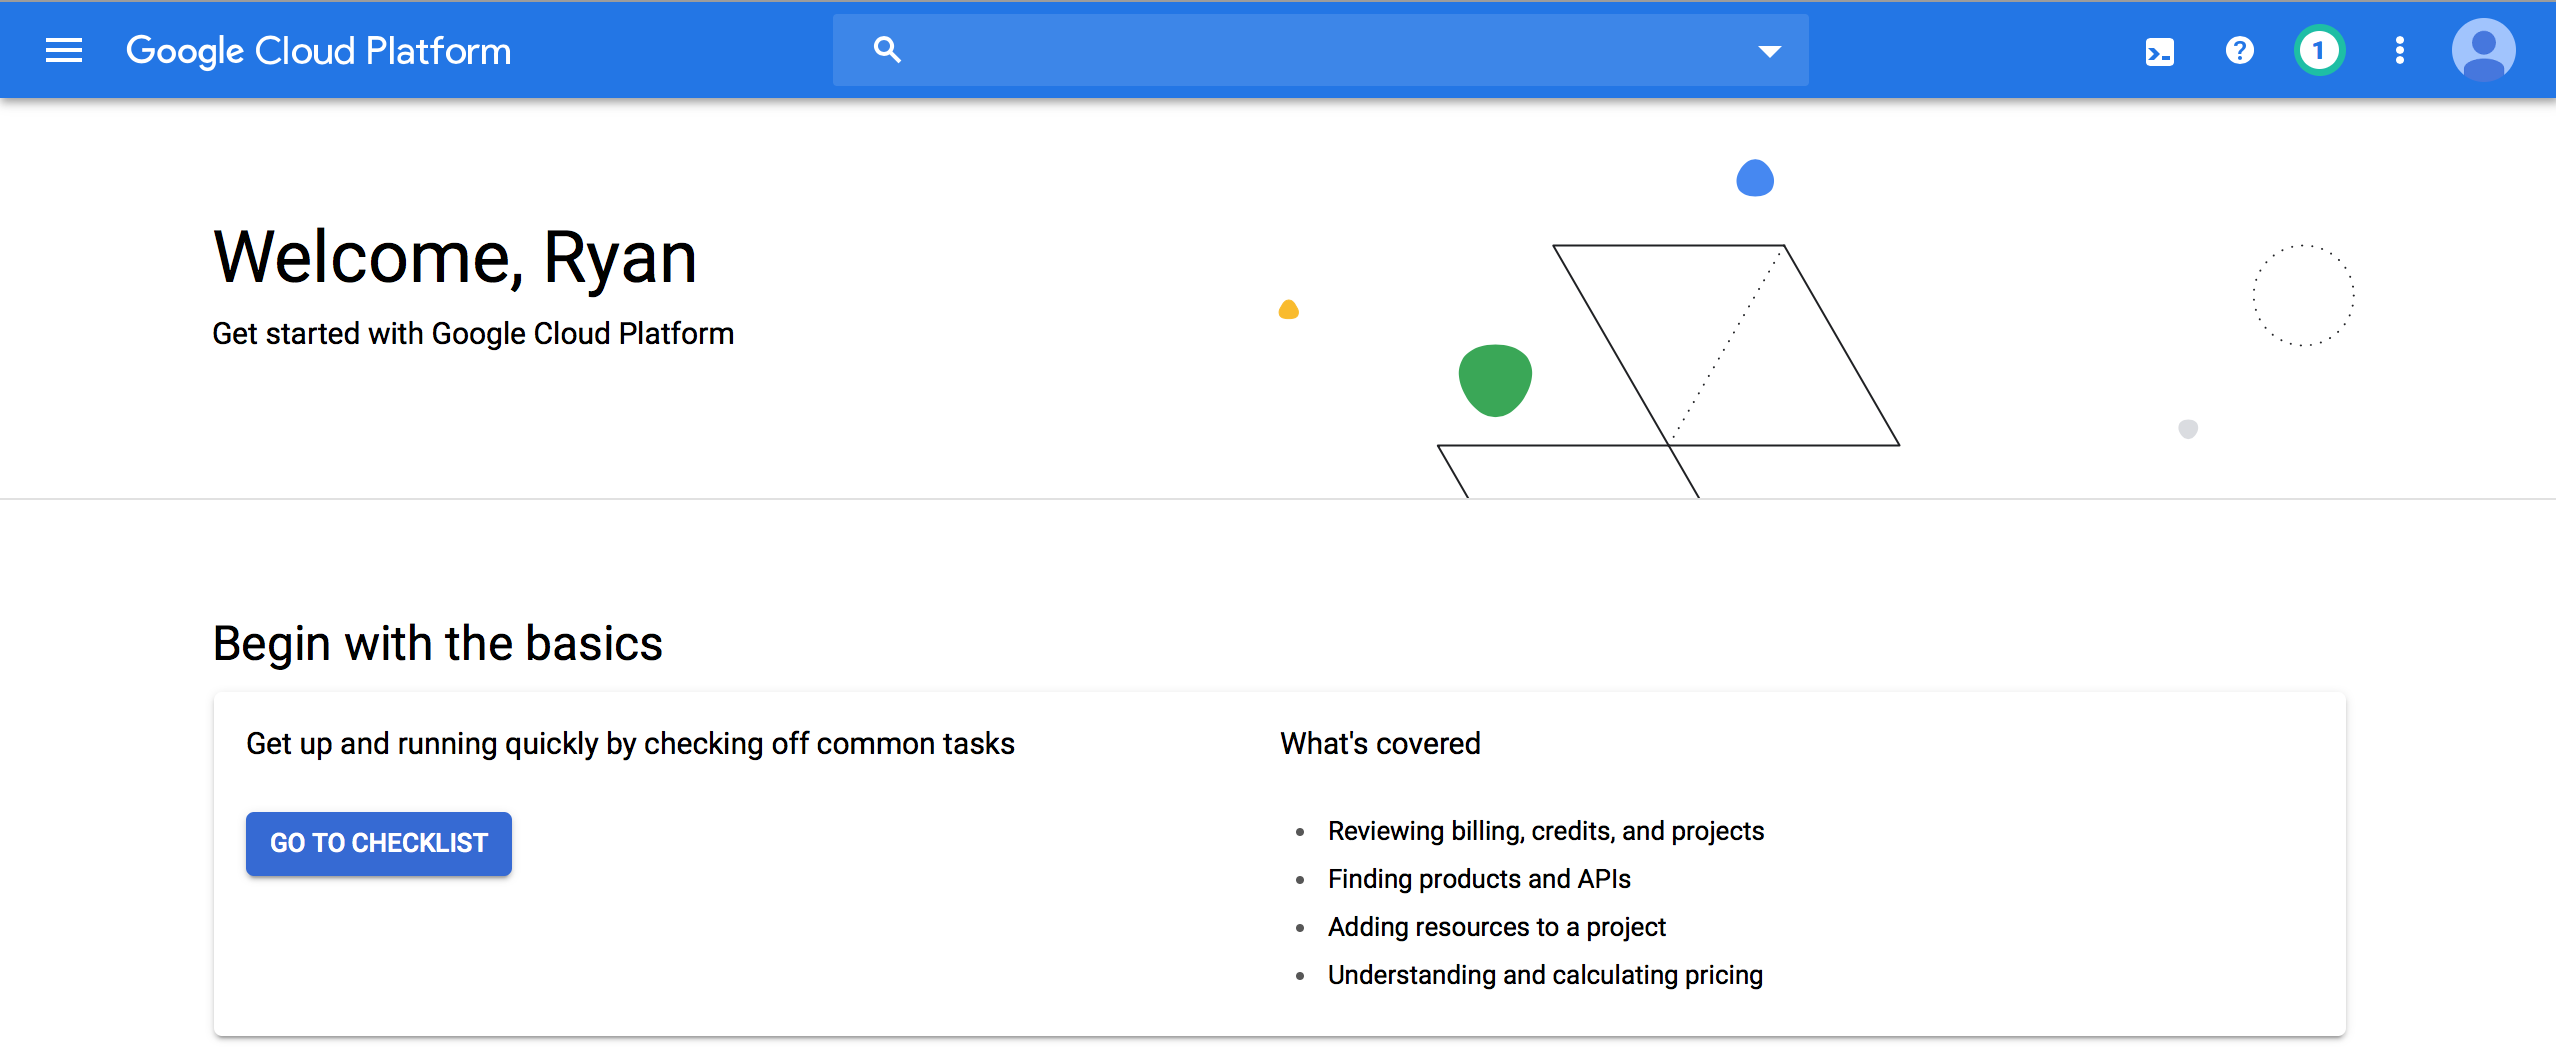 Google Cloud Platform
?
1
Welcome, Ryan
Get started with Google Cloud Platform
Begin with the basics
Get up and running quickly by checking off common tasks
GO TO CHECKLIST
What's covered
• Reviewing billing, credits, and projects
• Finding products and APIs
• Adding resources to a project
• Understanding and calculating pricing